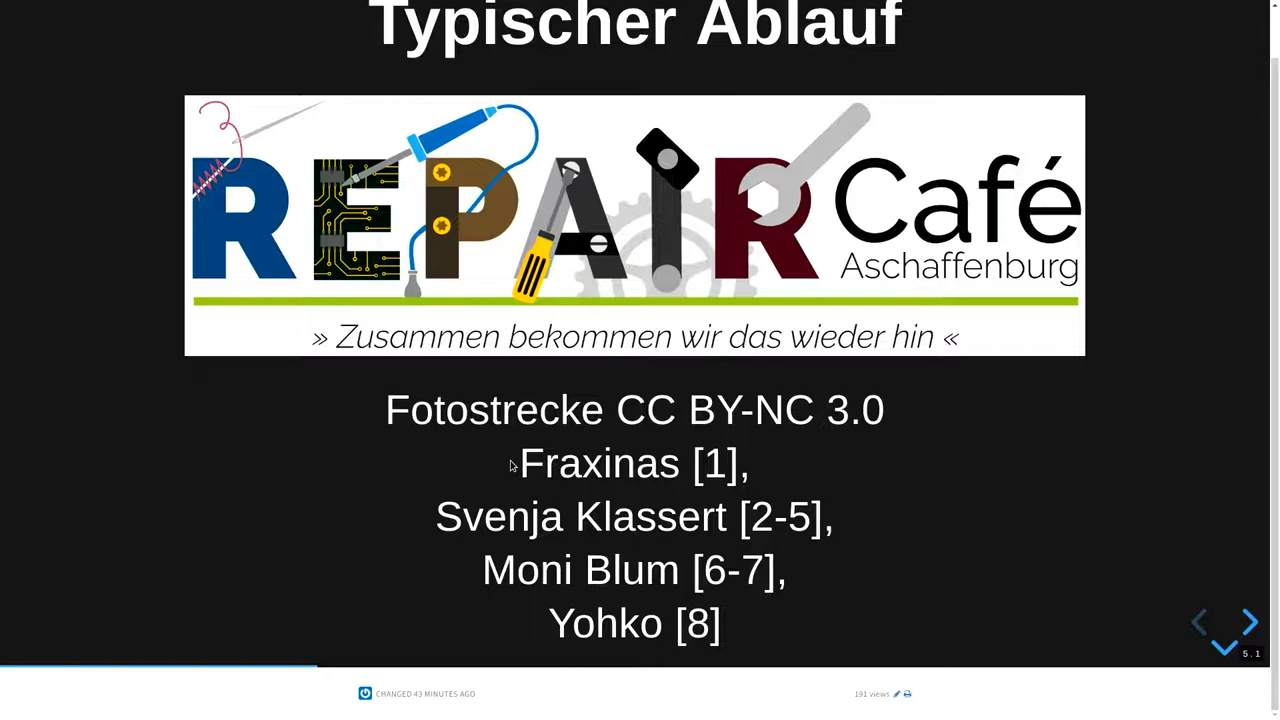 Typischer Ablauf
REPAIR Café
Aschaffenburg
» Zusammen bekommen wir das wieder hin «
Fotostrecke CC BY-NC 3.0
Fraxinas [1],
Svenja Klassert [2-5],
Moni Blum [6-7],
Yohko [8]
5.1
CHANGED 43 MINUTES AGO
191 views